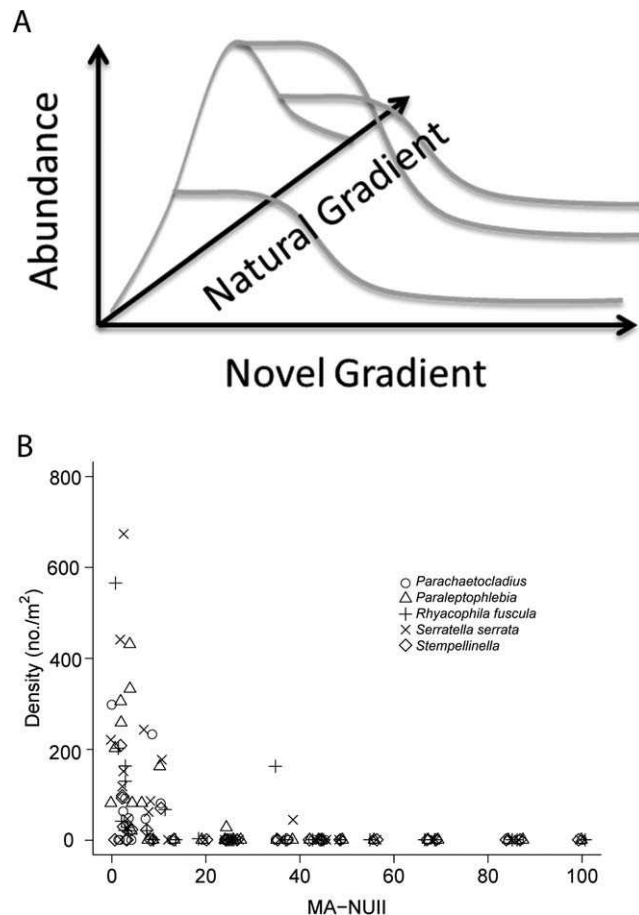 A
Abundance
Natural Gradient
Novel Gradient
B
Density (no./m²)
800
600
400
200
0
Parachaetocladius
Paraleptophlebia
Rhyacophila fuscula
Serratella serrata
Stempellinella
0 20 40 60 80 100
MA-NUII